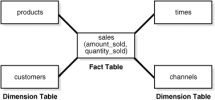 products
times
sales
(amount_sold,
quantity_sold)
Fact Table
customers
channels
Dimension Table
Dimension Table